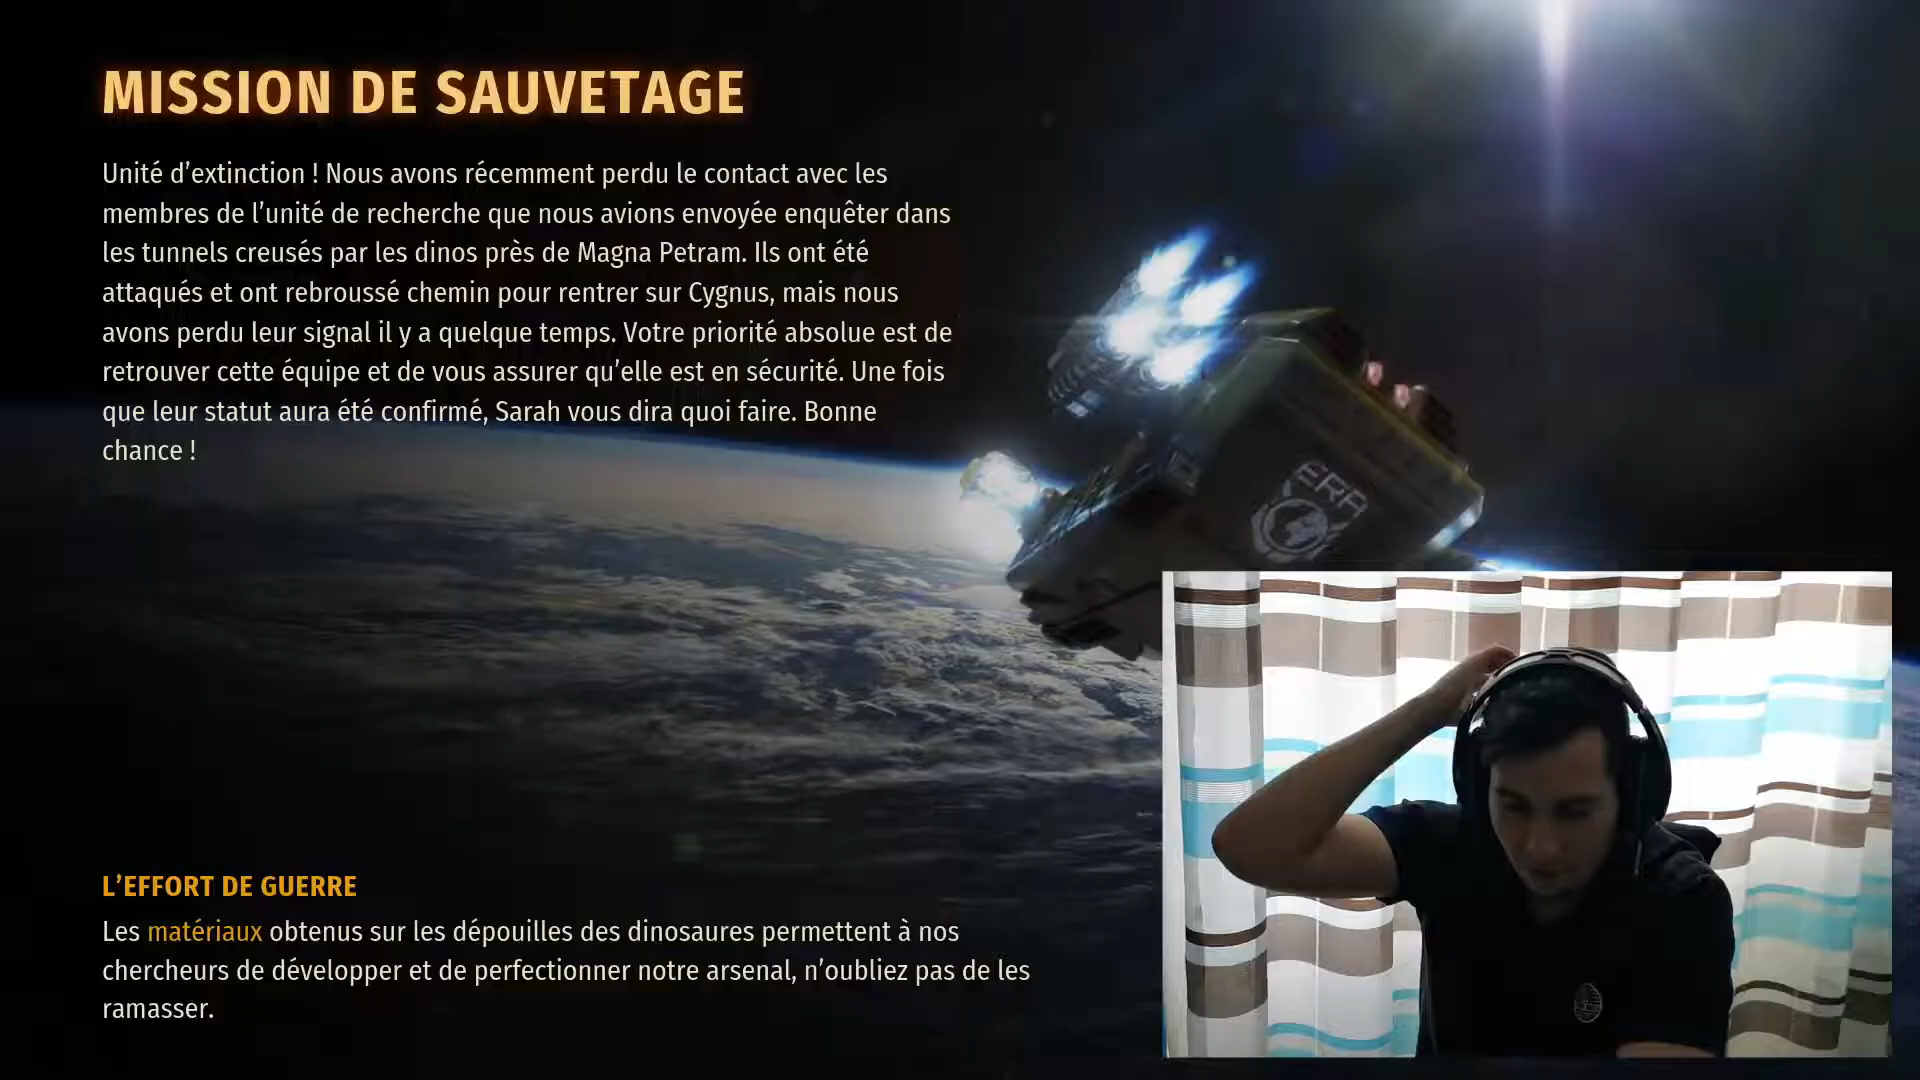 MISSION DE SAUVETAGE
Unité d’extinction ! Nous avons récemment perdu le contact avec les
membres de l’unité de recherche que nous avions envoyée enquêter dans
les tunnels creusés par les dinos près de Magna Petram. Ils ont été
attaqués et ont rebroussé chemin pour rentrer sur Cygnus, mais nous
avons perdu leur signal il y a quelque temps. Votre priorité absolue est de
retrouver cette équipe et de vous assurer qu’elle est en sécurité. Une fois
que leur statut aura été confirmé, Sarah vous dira quoi faire. Bonne
chance !
ERA
L’EFFORT DE GUERRE
Les matériaux obtenus sur les dépouilles des dinosaures permettent à nos
chercheurs de développer et de perfectionner notre arsenal, n’oubliez pas de les
ramasser.